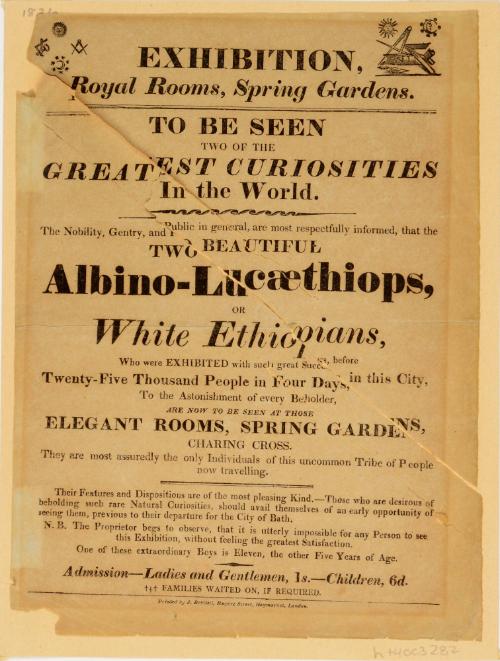 EXHIBITION,
Royal Rooms, Spring Gardens.
TO BE SEEN
TWO OF THE
GREATEST CURIOSITIES
In the World.
The Nobility, Gentry, and Public in general, are most respectfully informed, that the
TWO BEAUTIFUL
Albino-Lucæthiops,
OR
White Ethiopians,
Who were EXHIBITED with such great Success, before
Twenty-Five Thousand People in Four Days, in this City,
To the Astonishment of every Beholder,
ARE NOW TO BE SEEN AT THOSE
ELEGANT ROOMS, SPRING GARDENS,
CHARING CROSS.
They are most assuredly the only Individuals of this uncommon Tribe of People
now travelling.
Their Features and Dispositions are of the most pleasing Kind.—Those who are desirous of
beholding such rare Natural Curiosities, should avail themselves of an early opportunity of
seeing them, previous to their departure for the City of Bath.
N. B. The Proprietor begs to observe, that it is utterly impossible for any Person to see
this Exhibition, without feeling the greatest Satisfaction.
One of these extraordinary Boys is Eleven, the other Five Years of Age.
Admission—Ladies and Gentlemen, 1s.—Children, 6d.
††† FAMILIES WAITED ON, IF REQUIRED.
Printed by J. Rupert Street, Haymarket, London.